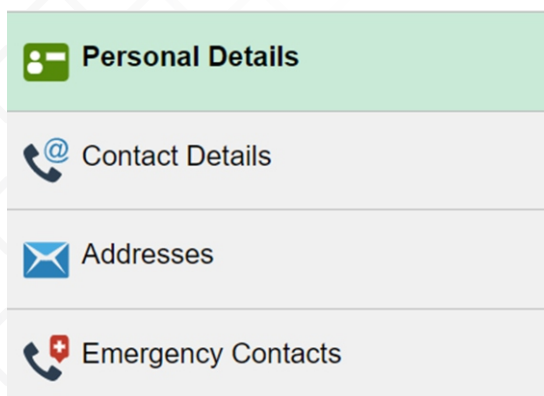 Personal Details
Contact Details
Addresses
Emergency Contacts